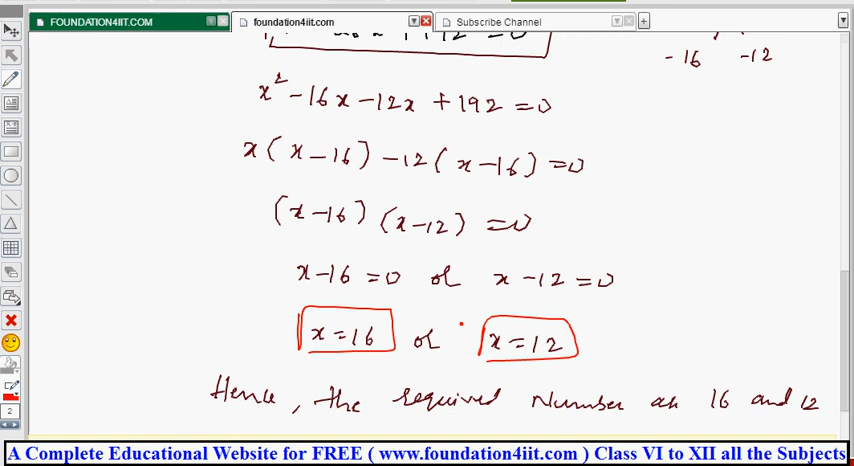 FOUNDATION4IIT.COM
foundation4iit.com
Subscribe Channel
-16 -12
x² - 16x - 12x + 192 = 0
x(x - 16) - 12(x - 16) = 0
(x - 16) (x - 12) = 0
x - 16 = 0 or x - 12 = 0
x = 16 or x = 12
Hence, the required Number are 16 and 12
2
A Complete Educational Website for FREE ( www.foundation4iit.com ) Class VI to XII all the Subjects